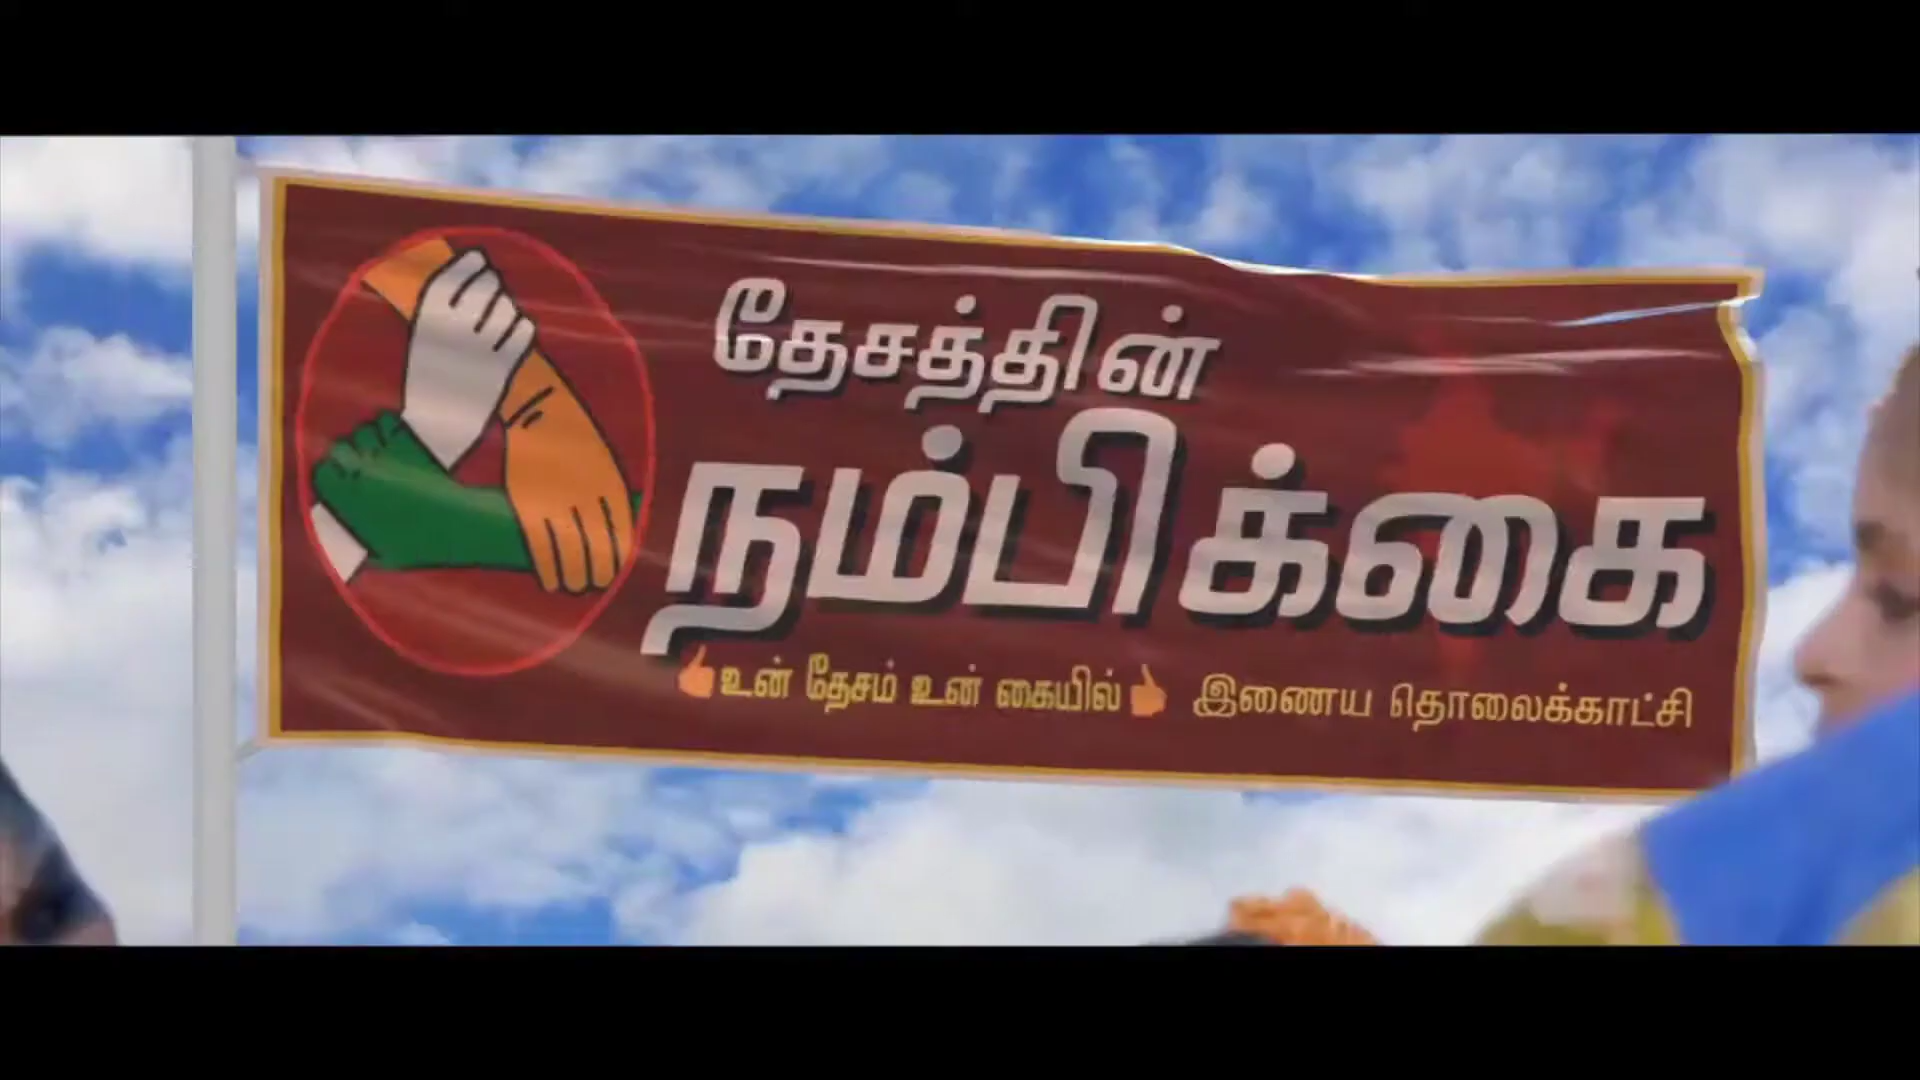 தேசத்தின்
நம்பிக்கை
உன் தேசம் உன் கையில் இணைய தொலைக்காட்சி